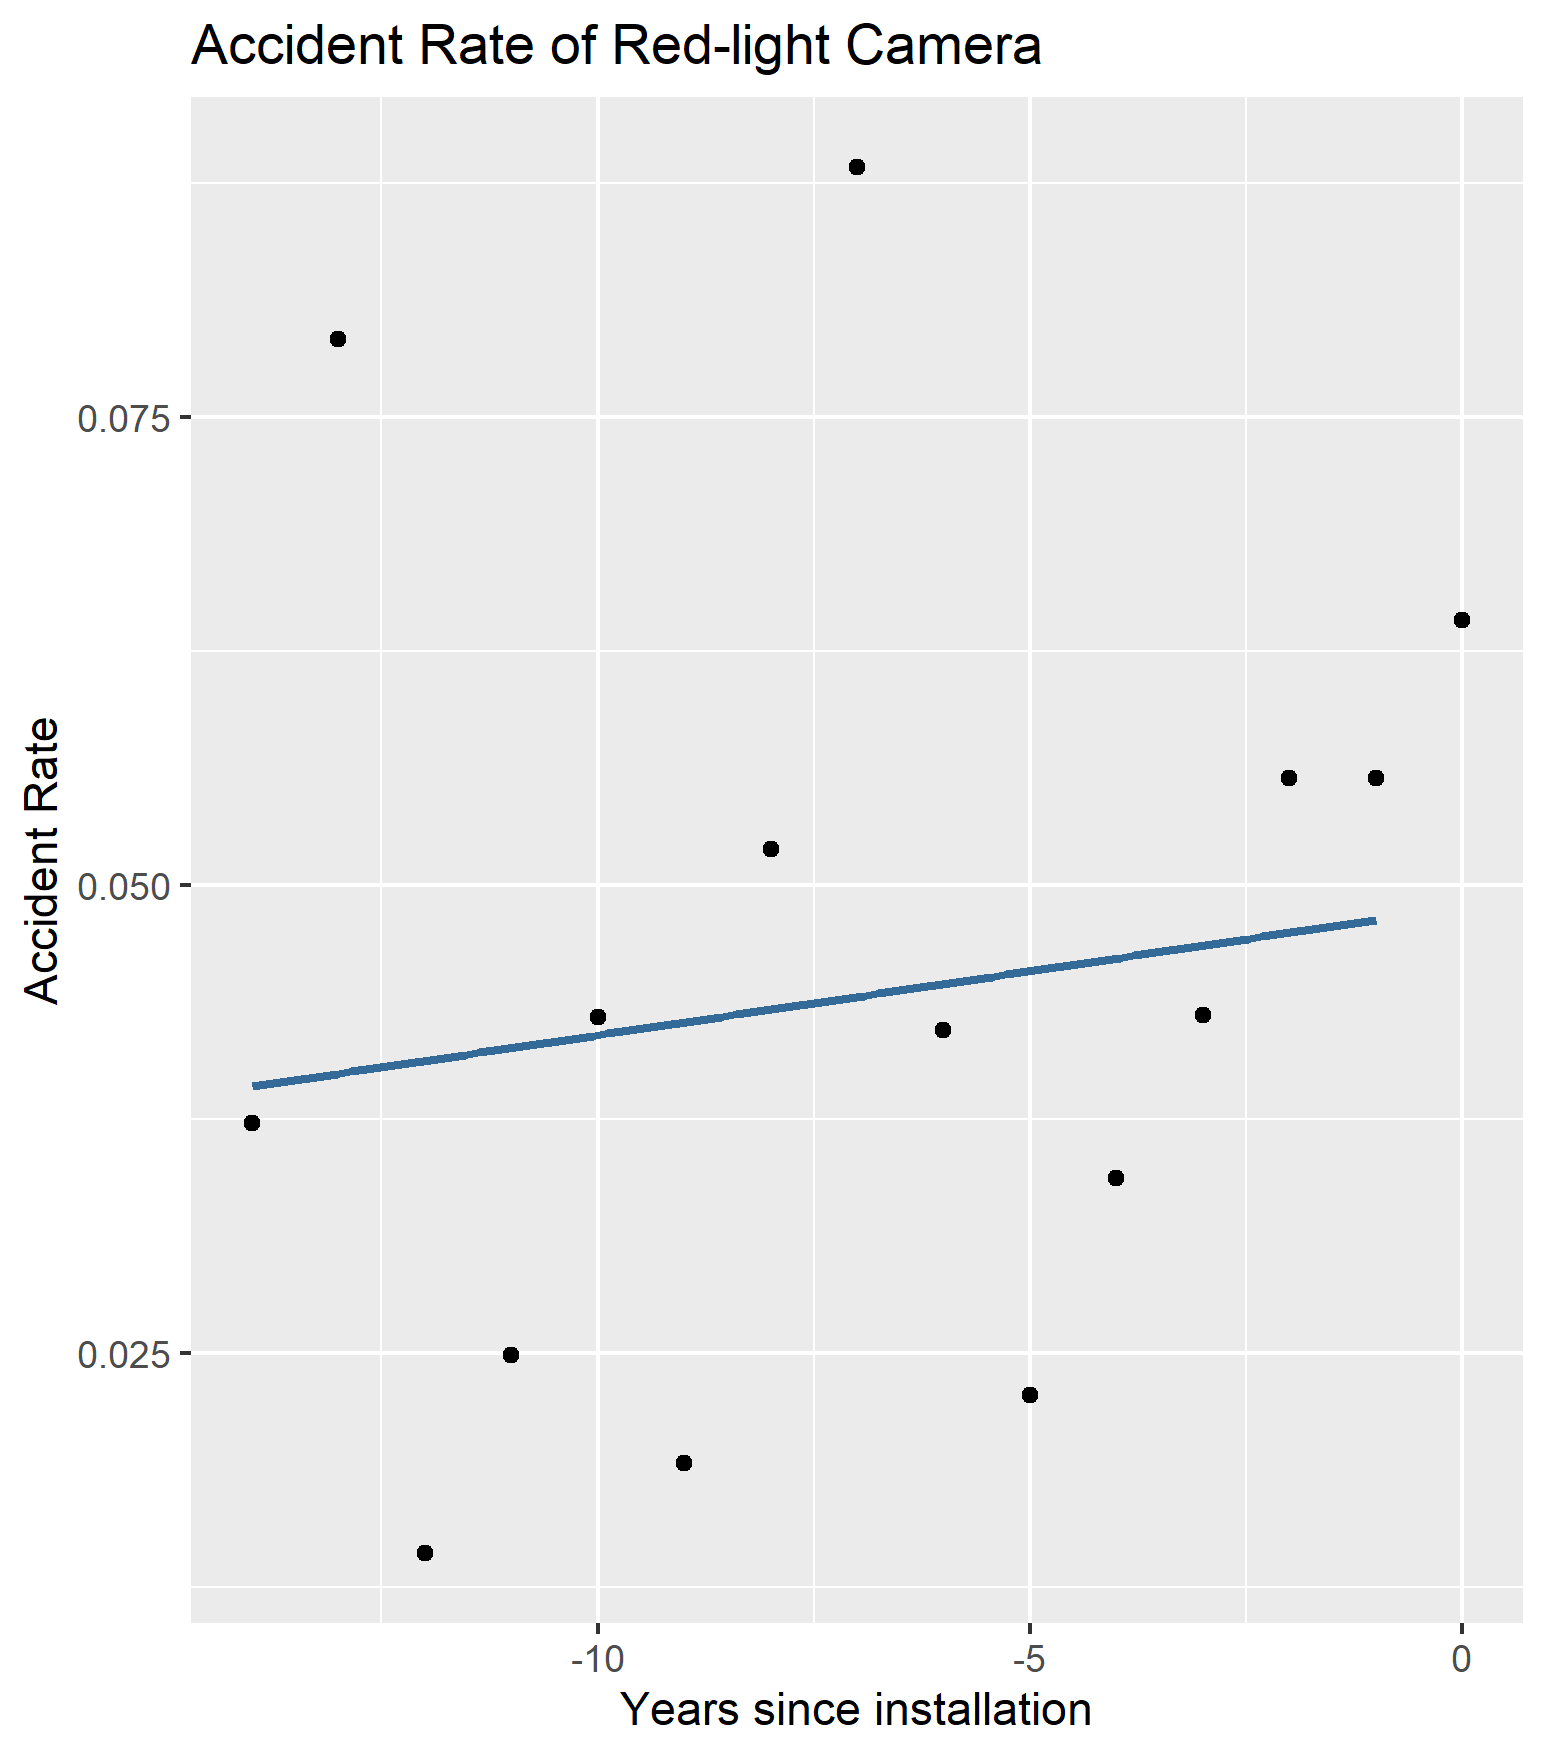 Accident Rate of Red-light Camera
Accident Rate
0.075
0.050
0.025
-10
-5
0
Years since installation